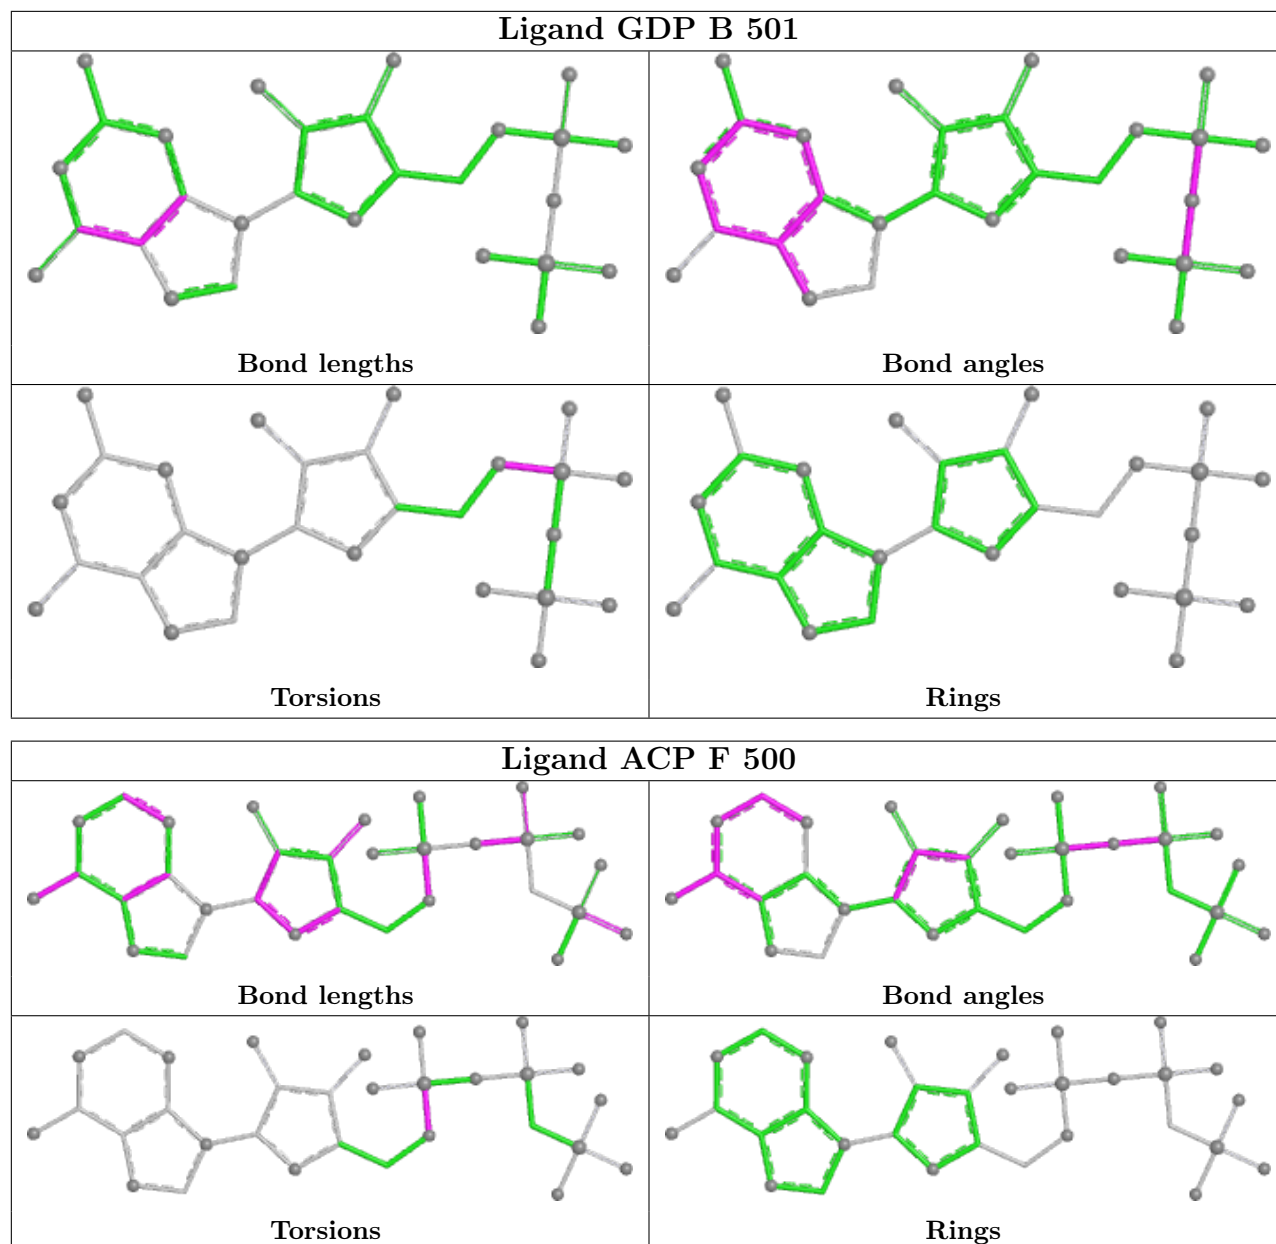 Ligand GDP B 501
Bond lengths
Bond angles
Torsions
Rings
Ligand ACP F 500
Bond lengths
Bond angles
Torsions
Rings